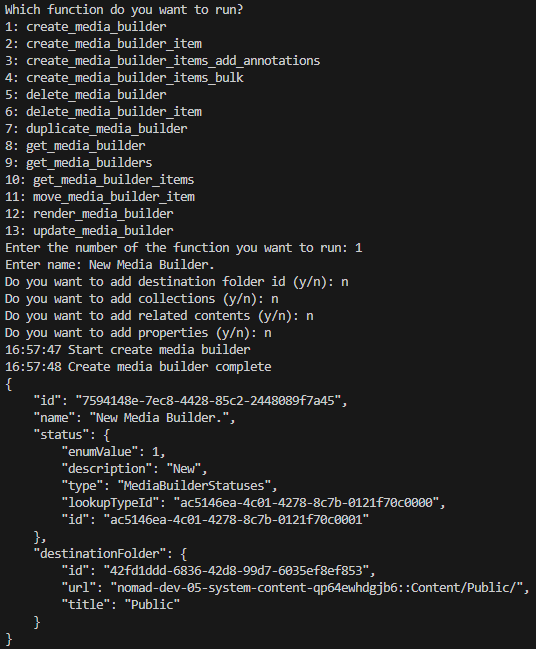 Which function do you want to run?
1: create_media_builder
2: create_media_builder_item
3: create_media_builder_items_add_annotations
4: create_media_builder_items_bulk
5: delete_media_builder
6: delete_media_builder_item
7: duplicate_media_builder
8: get_media_builder
9: get_media_builders
10: get_media_builder_items
11: move_media_builder_item
12: render_media_builder
13: update_media_builder
Enter the number of the function you want to run: 1
Enter name: New Media Builder.
Do you want to add destination folder id (y/n): n
Do you want to add collections (y/n): n
Do you want to add related contents (y/n): n
Do you want to add properties (y/n): n
16:57:47 Start create media builder
16:57:48 Create media builder complete
{
    "id": "7594148e-7ec8-4428-85c2-2448089f7a45",
    "name": "New Media Builder.",
    "status": {
        "enumValue": 1,
        "description": "New",
        "type": "MediaBuilderStatuses",
        "lookupTypeId": "ac5146ea-4c01-4278-8c7b-0121f70c0000",
        "id": "ac5146ea-4c01-4278-8c7b-0121f70c0001"
    },
    "destinationFolder": {
        "id": "42fd1ddd-6836-42d8-99d7-6035ef8ef853",
        "url": "nomad-dev-05-system-content-qp64ewhdgjb6::Content/Public/",
        "title": "Public"
    }
}